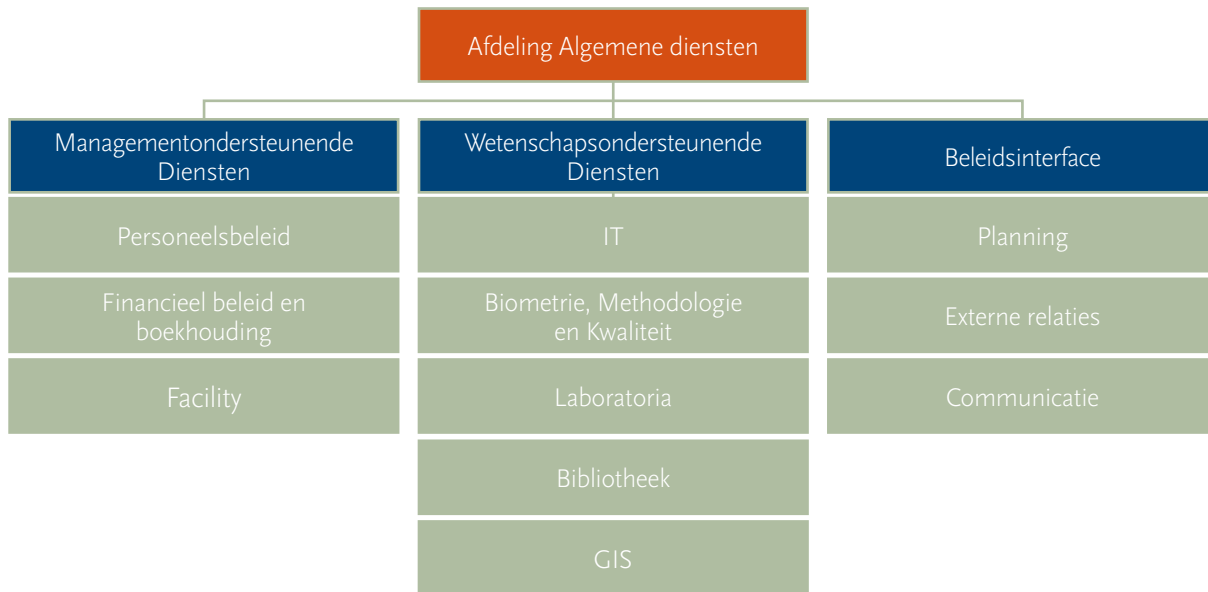 Afdeling Algemene diensten
Managementondersteunende
Diensten
Wetenschapsondersteunende
Diensten
Beleidsinterface
Personeelsbeleid
IT
Planning
Financieel beleid en
boekhouding
Biometrie, Methodologie
en Kwaliteit
Externe relaties
Facility
Laboratoria
Communicatie
Bibliotheek
GIS